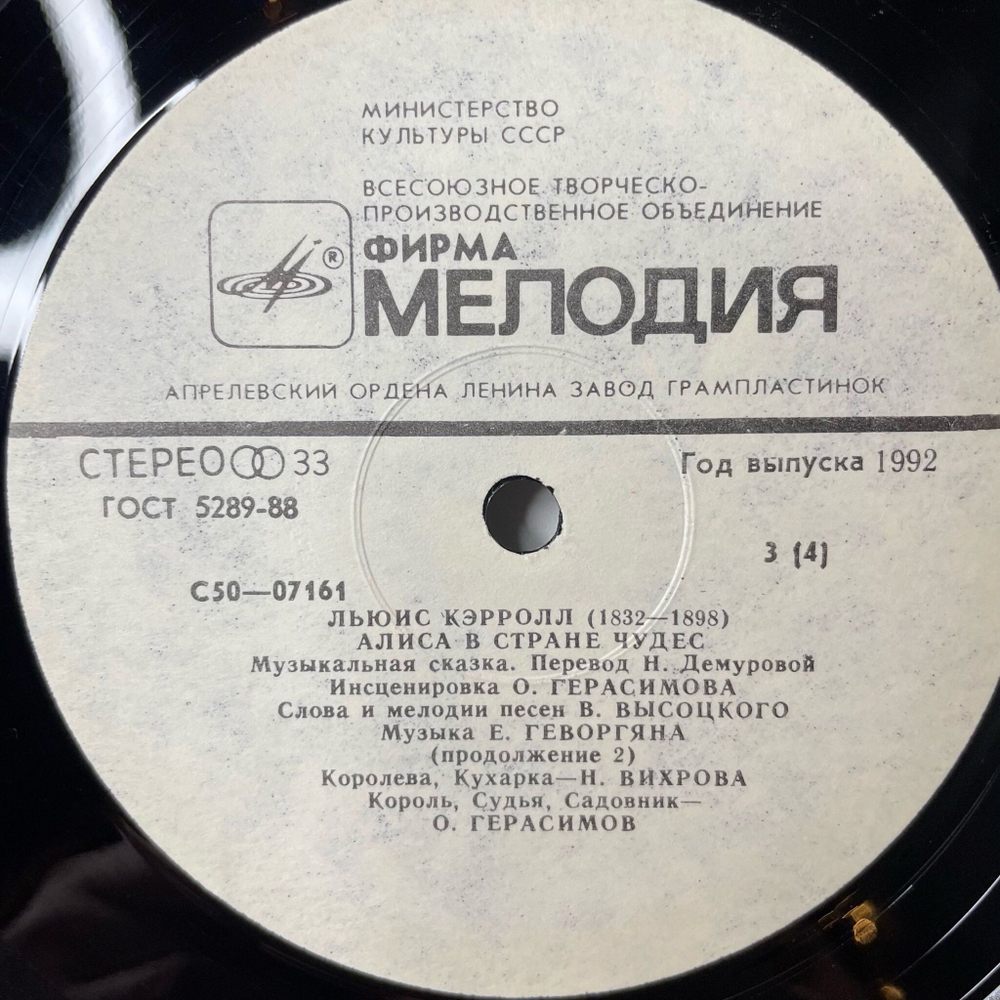 МИНИСТЕРСТВО
КУЛЬТУРЫ СССР
ВСЕСОЮЗНОЕ ТВОРЧЕСКО-
ПРОИЗВОДСТВЕННОЕ ОБЪЕДИНЕНИЕ
®
ФИРМА
МЕЛОДИЯ
АПРЕЛЕВСКИЙ ОРДЕНА ЛЕНИНА ЗАВОД ГРАМПЛАСТИНОК
СТЕРЕО 33
Год выпуска 1992
ГОСТ 5289-88
3 (4)
С50—07161
ЛЬЮИС КЭРРОЛЛ (1832—1898)
АЛИСА В СТРАНЕ ЧУДЕС
Музыкальная сказка. Перевод Н. Демуровой
Инсценировка О. ГЕРАСИМОВА
Слова и мелодии песен В. ВЫСОЦКОГО
Музыка Е. ГЕВОРГЯНА
(продолжение 2)
Королева, Кухарка—Н. ВИХРОВА
Король, Судья, Садовник—
О. ГЕРАСИМОВ